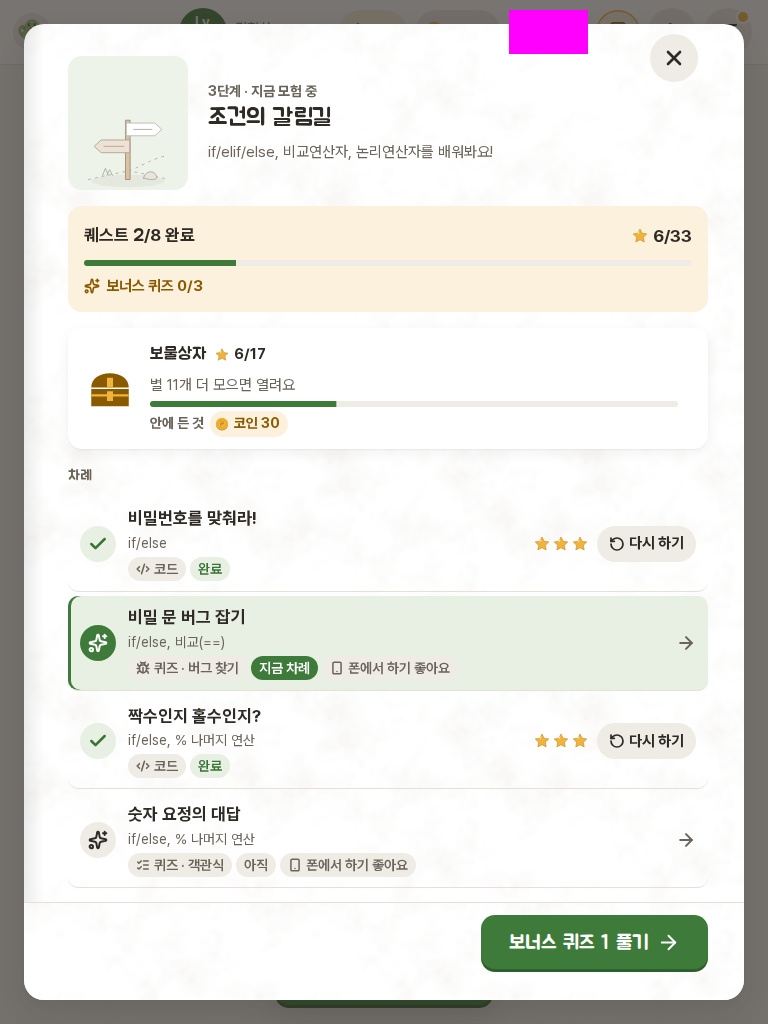 3단계 · 지금 모험 중
조건의 갈림길
if/elif/else, 비교연산자, 논리연산자를 배워봐요!
퀘스트 2/8 완료
6/33
보너스 퀴즈 0/3
보물상자 6/17
별 11개 더 모으면 열려요
안에 든 것 코인 30
차례
비밀번호를 맞춰라!
if/else
코드 완료
다시 하기
비밀 문 버그 잡기
if/else, 비교(==)
퀴즈 · 버그 찾기 지금 차례 폰에서 하기 좋아요
짝수인지 홀수인지?
if/else, % 나머지 연산
코드 완료
다시 하기
숫자 요정의 대답
if/else, % 나머지 연산
퀴즈 · 객관식 아직 폰에서 하기 좋아요
보너스 퀴즈 1 풀기